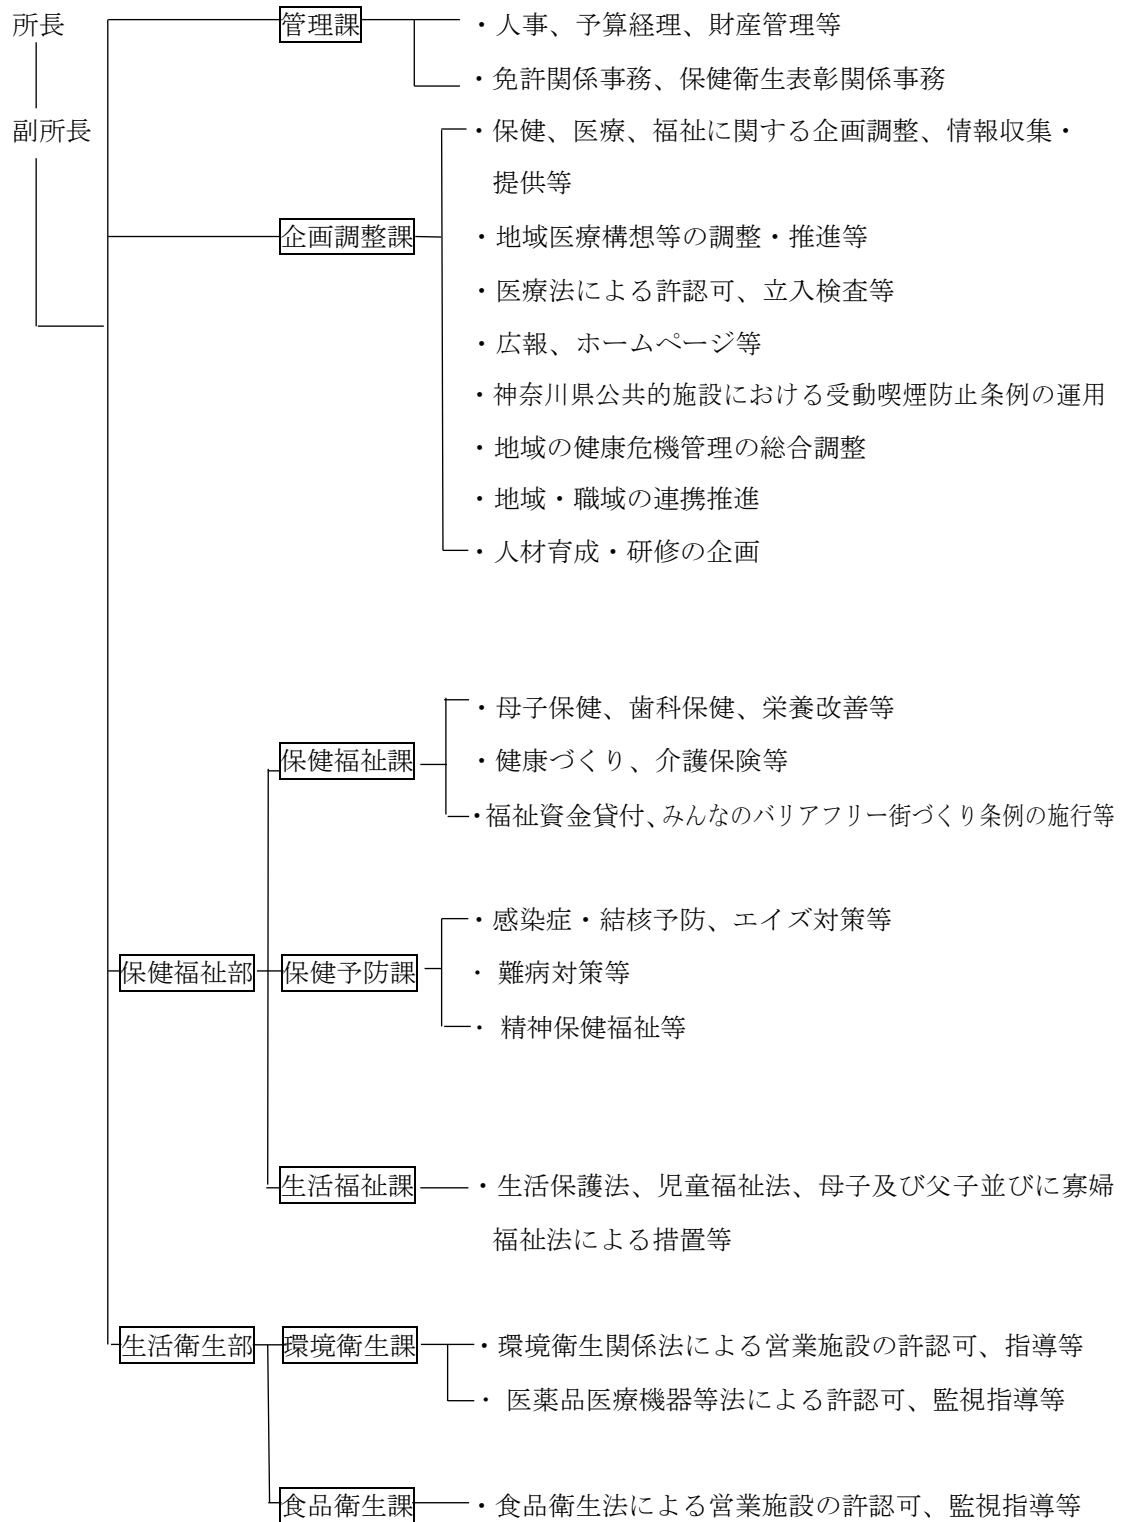 所長
副所長
管理課
・人事、予算経理、財産管理等
・免許関係事務、保健衛生表彰関係事務
企画調整課
・保健、医療、福祉に関する企画調整、情報収集・
提供等
・地域医療構想等の調整・推進等
・医療法による許認可、立入検査等
・広報、ホームページ等
・神奈川県公共的施設における受動喫煙防止条例の運用
・地域の健康危機管理の総合調整
・地域・職域の連携推進
・人材育成・研修の企画
保健福祉部
保健福祉課
・母子保健、歯科保健、栄養改善等
・健康づくり、介護保険等
・福祉資金貸付、みんなのバリアフリー街づくり条例の施行等
保健予防課
・感染症・結核予防、エイズ対策等
・難病対策等
・精神保健福祉等
生活福祉課
・生活保護法、児童福祉法、母子及び父子並びに寡婦
福祉法による措置等
生活衛生部
環境衛生課
・環境衛生関係法による営業施設の許認可、指導等
・医薬品医療機器等法による許認可、監視指導等
食品衛生課
・食品衛生法による営業施設の許認可、監視指導等